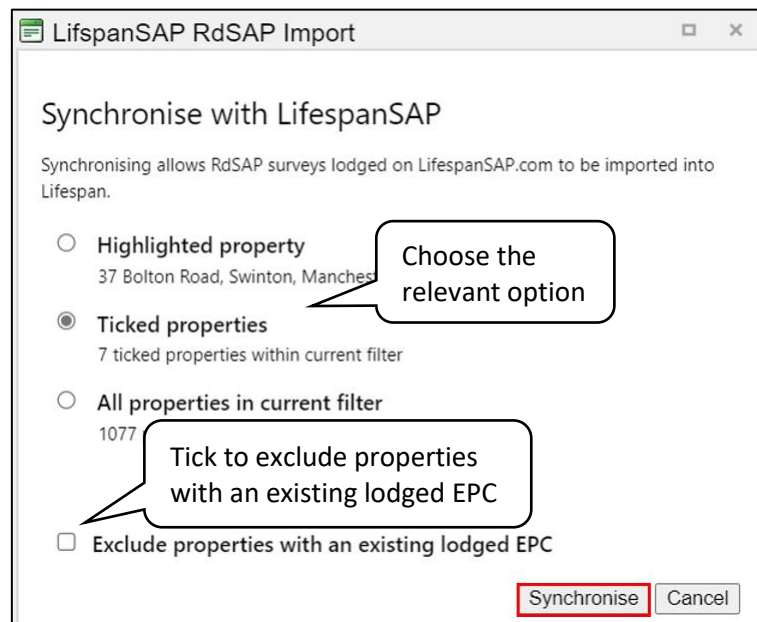 LifspanSAP RdSAP Import
Synchronise with LifespanSAP
Synchronising allows RdSAP surveys lodged on LifespanSAP.com to be imported into
Lifespan.
Highlighted property
37 Bolton Road, Swinton,
Choose the
relevant option
Ticked properties
7 ticked properties within current filter
All properties in current filter
1077
Tick to exclude properties
with an existing lodged EPC
Exclude properties with an existing lodged EPC
Synchronise Cancel